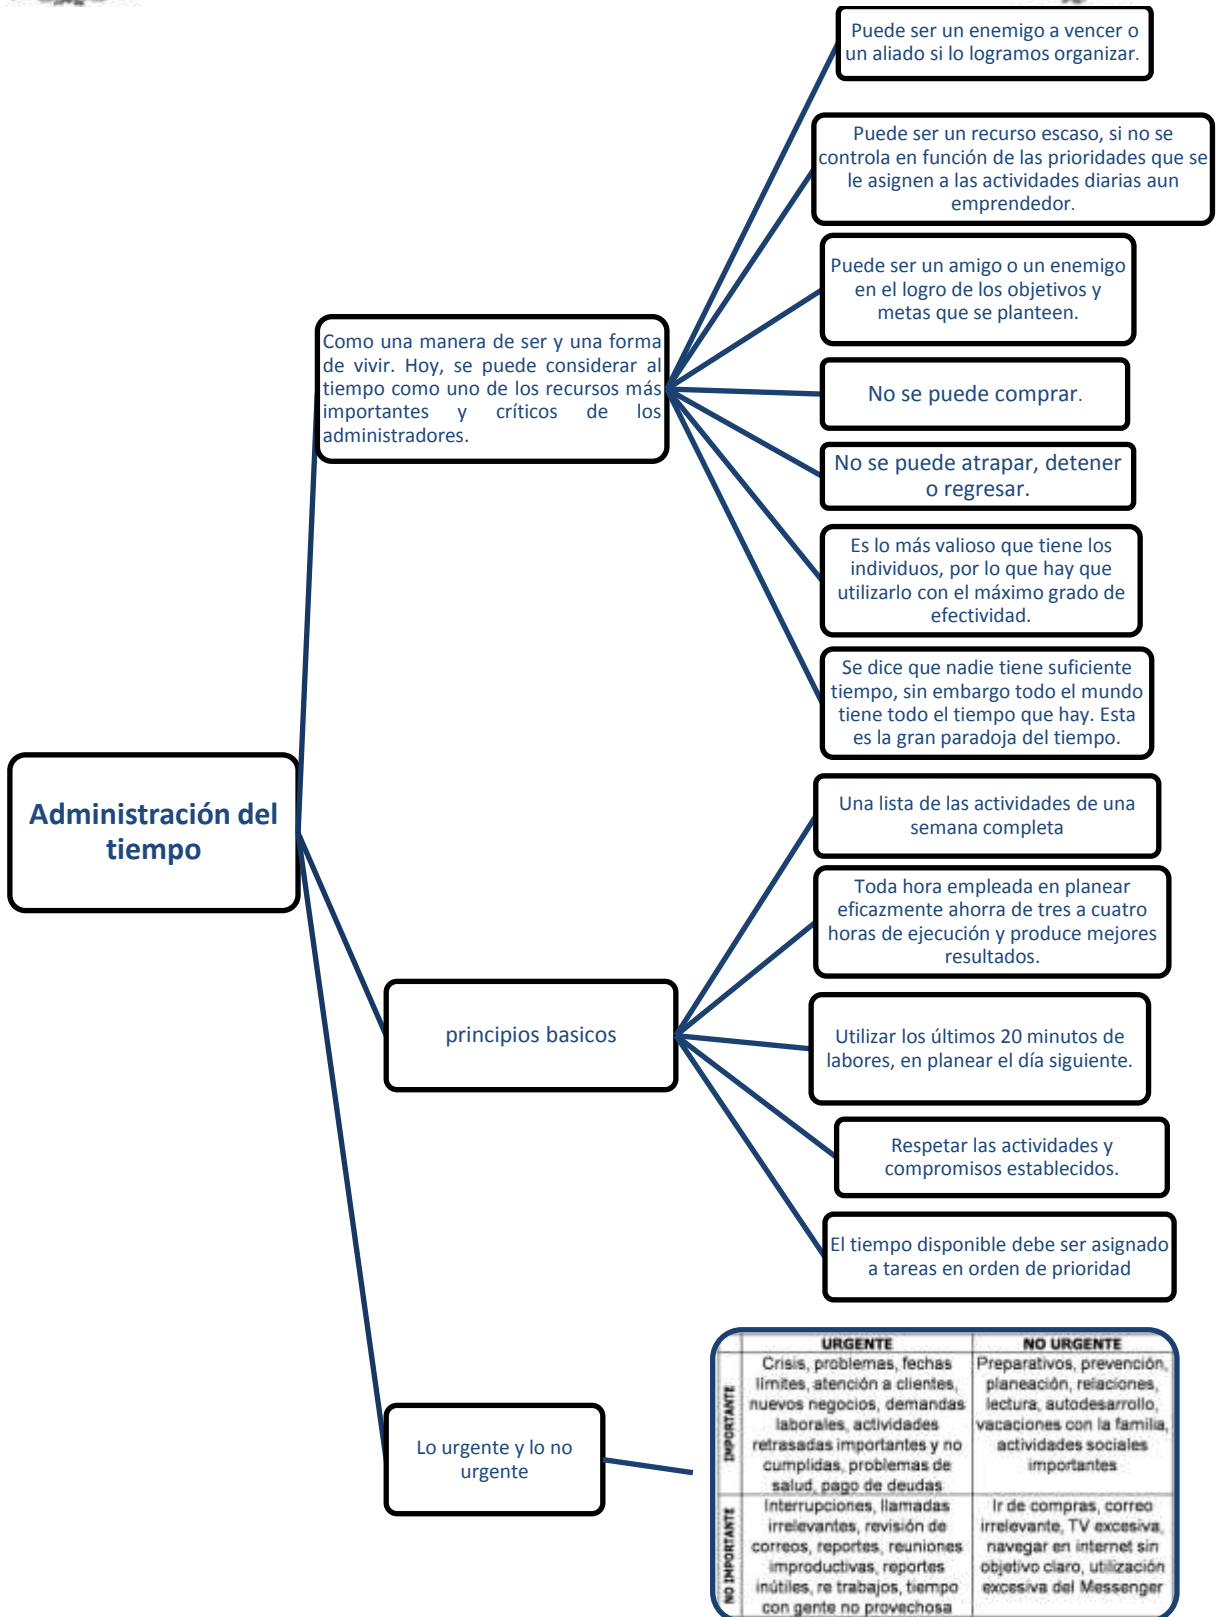 Puede ser un enemigo a vencer o
un aliado si lo logramos organizar.
Puede ser un recurso escaso, si no se
controla en función de las prioridades que se
le asignen a las actividades diarias aun
emprendedor.
Puede ser un amigo o un enemigo
en el logro de los objetivos y
metas que se planteen.
Como una manera de ser y una forma
de vivir. Hoy, se puede considerar al
tiempo como uno de los recursos más
importantes y críticos de los
administradores.
No se puede comprar.
No se puede atrapar, detener
o regresar.
Es lo más valioso que tiene los
individuos, por lo que hay que
utilizarlo con el máximo grado de
efectividad.
Se dice que nadie tiene suficiente
tiempo, sin embargo todo el mundo
tiene todo el tiempo que hay. Esta
es la gran paradoja del tiempo.
Administración del
tiempo
Una lista de las actividades de una
semana completa
Toda hora empleada en planear
eficazmente ahorra de tres a cuatro
horas de ejecución y produce mejores
resultados.
principios basicos
Utilizar los últimos 20 minutos de
labores, en planear el día siguiente.
Respetar las actividades y
compromisos establecidos.
El tiempo disponible debe ser asignado
a tareas en orden de prioridad
Lo urgente y lo no
urgente
URGENTE
NO URGENTE
IMPORTANTE
Crisis, problemas, fechas
límites, atención a clientes,
nuevos negocios, demandas
laborales, actividades
retrasadas importantes y no
cumplidas, problemas de
salud, pago de deudas
Preparativos, prevención,
planeación, relaciones,
lectura, autodesarrollo,
vacaciones con la familia,
actividades sociales
importantes
NO IMPORTANTE
Interrupciones, llamadas
irrelevantes, revisión de
correos, reportes, reuniones
improductivas, reportes
inútiles, re trabajos, tiempo
con gente no provechosa
Ir de compras, correo
irrelevante, TV excesiva,
navegar en internet sin
objetivo claro, utilización
excesiva del Messenger